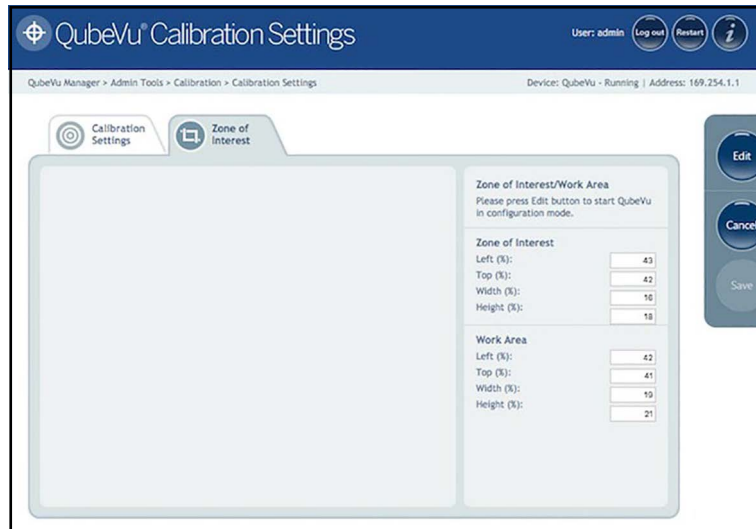 QubeVu® Calibration Settings
User: admin
Log out
Restart
i
QubeVu Manager > Admin Tools > Calibration > Calibration Settings
Device: QubeVu - Running | Address: 169.254.1.1
Calibration
Settings
Zone of
Interest
Zone of Interest/Work Area
Please press Edit button to start QubeVu
in configuration mode.
Zone of Interest
Left (%): 43
Top (%): 42
Width (%): 16
Height (%): 18
Work Area
Left (%): 42
Top (%): 41
Width (%): 19
Height (%): 21
Edit
Cancel
Save